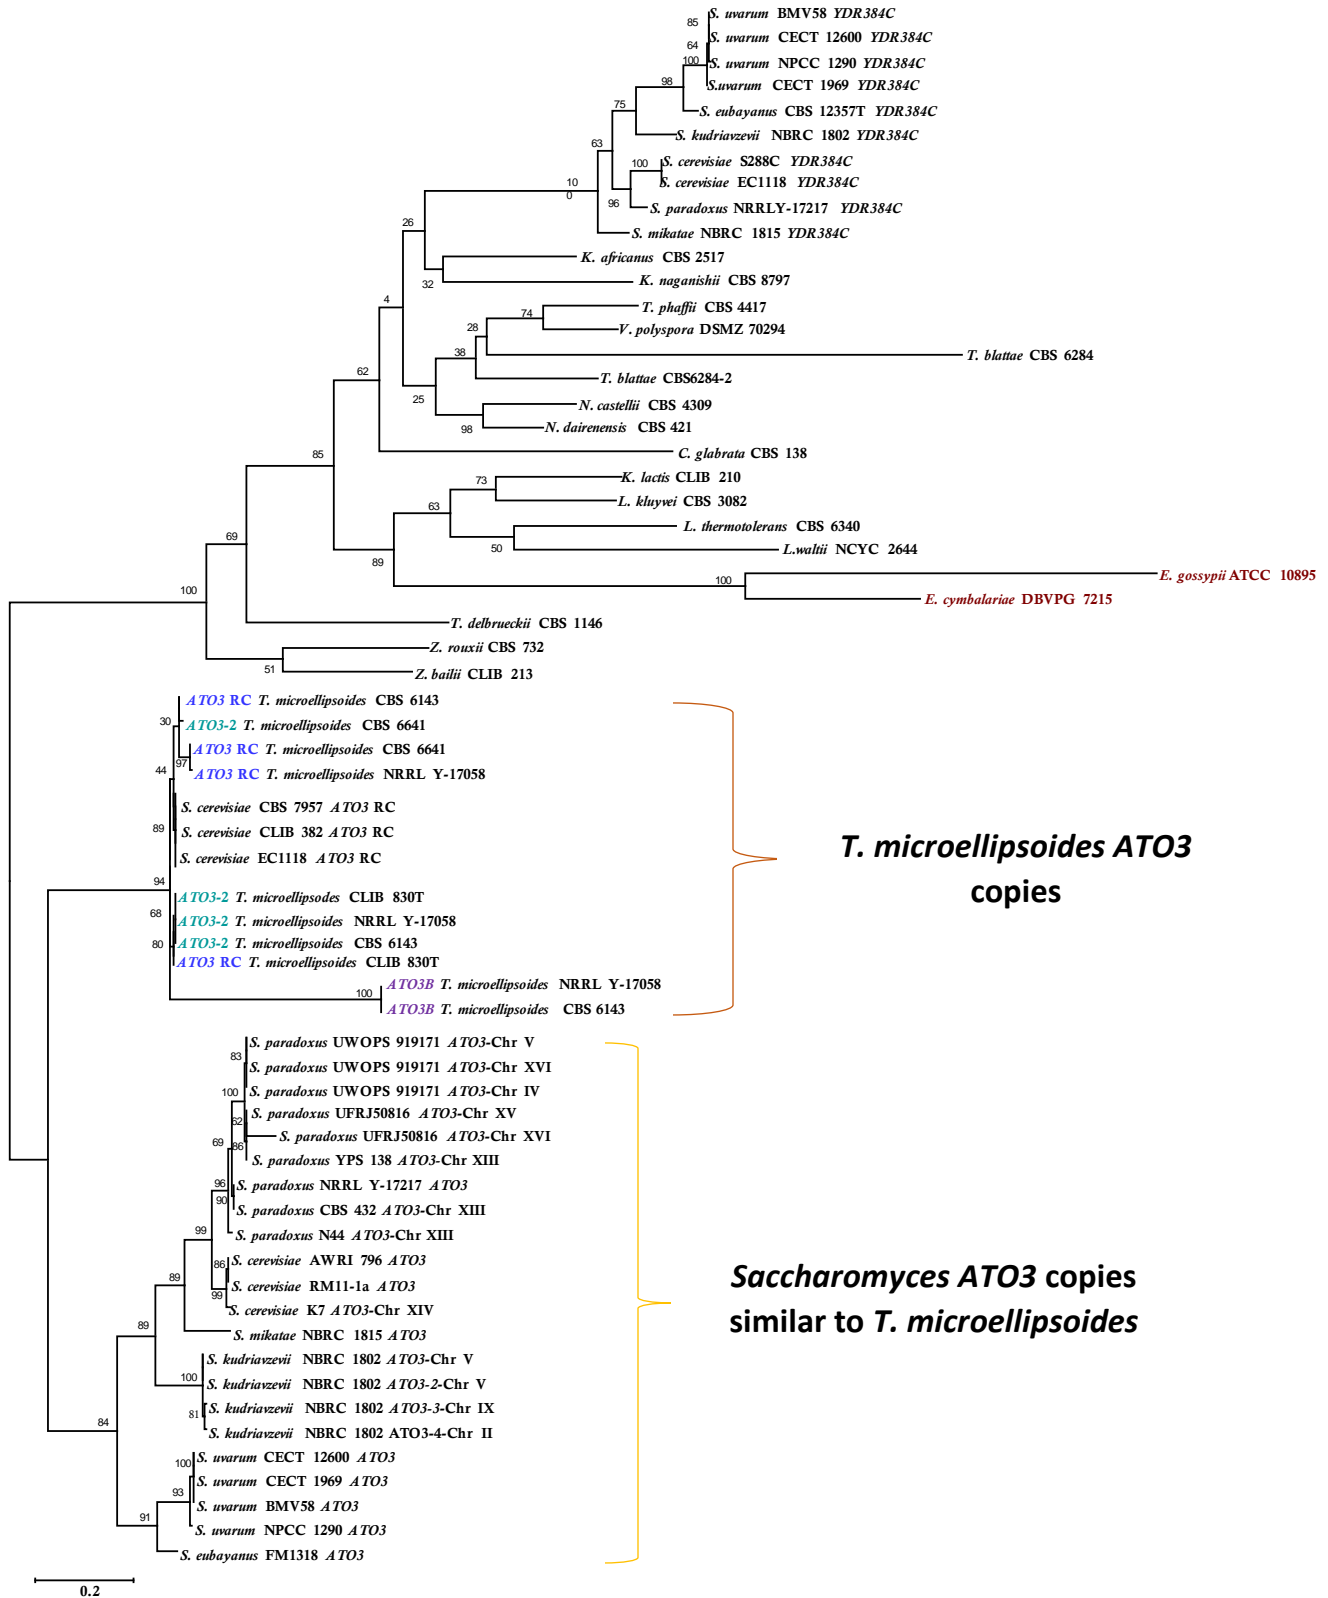 S. uvarum BMV58 YDR384C
85
S. uvarum CECT 12600 YDR384C
64
S. uvarum NPCC 1290 YDR384C
100
S.uvarum CECT 1969 YDR384C
98
S. eubayanus CBS 12357T YDR384C
75
S. kudriavzevii NBRC 1802 YDR384C
63
S. cerevisiae S288C YDR384C
100
S. cerevisiae EC1118 YDR384C
10
0
96
S. paradoxus NRRLY-17217 YDR384C
26
S. mikatae NBRC 1815 YDR384C
K. africanus CBS 2517
32
K. naganishii CBS 8797
4
T. phaffii CBS 4417
74
28
V. polyspora DSMZ 70294
38
T. blattae CBS 6284
62
T. blattae CBS6284-2
25
N. castellii CBS 4309
98
N. dairenensis CBS 421
85
C. glabrata CBS 138
73
K. lactis CLIB 210
63
L. kluyvei CBS 3082
L. thermotolerans CBS 6340
69
50
L.waltii NCYC 2644
89
E. gossypii ATCC 10895
100
100
E. cymbalariae DBVPG 7215
T. delbrueckii CBS 1146
Z. rouxii CBS 732
51
Z. bailii CLIB 213
ATO3 RC T. microellipsoides CBS 6143
30
ATO3-2 T. microellipsoides CBS 6641
ATO3 RC T. microellipsoides CBS 6641
97
44
ATO3 RC T. microellipsoides NRRL Y-17058
S. cerevisiae CBS 7957 ATO3 RC
89
S. cerevisiae CLIB 382 ATO3 RC
S. cerevisiae EC1118 ATO3 RC
T. microellipsoides ATO3
copies
94
ATO3-2 T. microellipsodes CLIB 830T
68
ATO3-2 T. microellipsoides NRRL Y-17058
80
ATO3-2 T. microellipsoides CBS 6143
ATO3 RC T. microellipsoides CLIB 830T
ATO3B T. microellipsoides NRRL Y-17058
100
ATO3B T. microellipsoides CBS 6143
S. paradoxus UWOPS 919171 ATO3-Chr V
83
S. paradoxus UWOPS 919171 ATO3-Chr XVI
100
S. paradoxus UWOPS 919171 ATO3-Chr IV
S. paradoxus UFRJ50816 ATO3-Chr XV
62
S. paradoxus UFRJ50816 ATO3-Chr XVI
69
86
S. paradoxus YPS 138 ATO3-Chr XIII
96
S. paradoxus NRRL Y-17217 ATO3
90
S. paradoxus CBS 432 ATO3-Chr XIII
99
S. paradoxus N44 ATO3-Chr XIII
S. cerevisiae AWRI 796 ATO3
86
89
S. cerevisiae RM11-1a ATO3
99
S. cerevisiae K7 ATO3-Chr XIV
Saccharomyces ATO3 copies
similar to T. microellipsoides
89
S. mikatae NBRC 1815 ATO3
S. kudriavzevii NBRC 1802 ATO3-Chr V
100
S. kudriavzevii NBRC 1802 ATO3-2-Chr V
81
S. kudriavzevii NBRC 1802 ATO3-3-Chr IX
84
S. kudriavzevii NBRC 1802 ATO3-4-Chr II
S. uvarum CECT 12600 ATO3
100
S. uvarum CECT 1969 ATO3
93
S. uvarum BMV58 ATO3
91
S. uvarum NPCC 1290 ATO3
S. eubayanus FM1318 ATO3
0.2